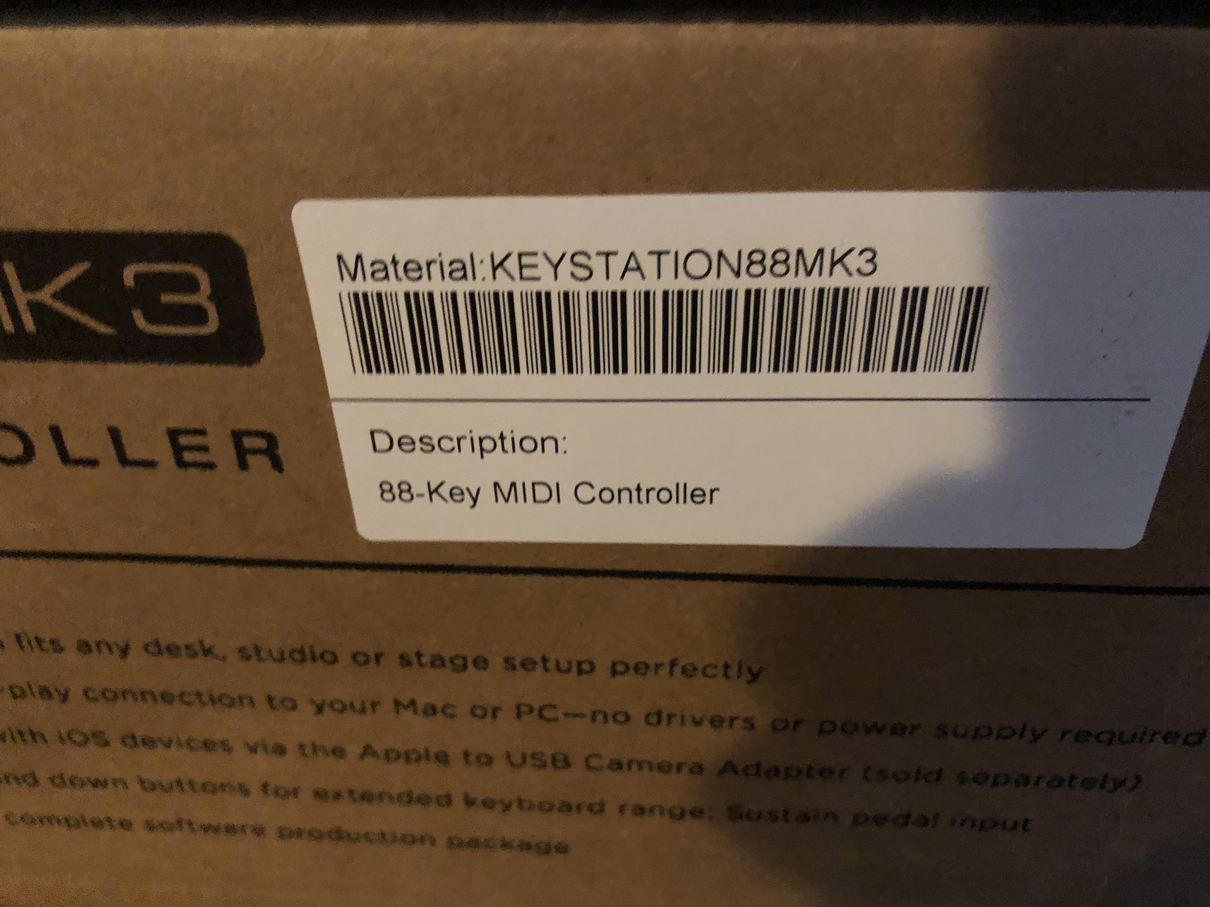 MK3
Material:KEYSTATION88MK3
OLLER
Description:
88-Key MIDI Controller
fits any desk, studio or stage setup perfectly
-play connection to your Mac or PC—no drivers or power supply required
with iOS devices via the Apple to USB Camera Adapter (sold separately)
nd down buttons for extended keyboard range; Sustain pedal input
complete software production package